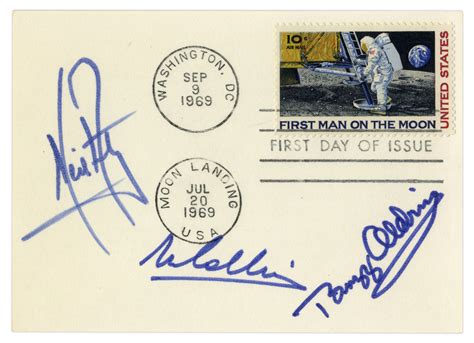 WASHINGTON, DC
SEP
9
1969
10¢
AIR MAIL
UNITED STATES
FIRST MAN ON THE MOON
FIRST DAY OF ISSUE
MOON LANDING
JUL
20
1969
USA
Buzz Aldrin